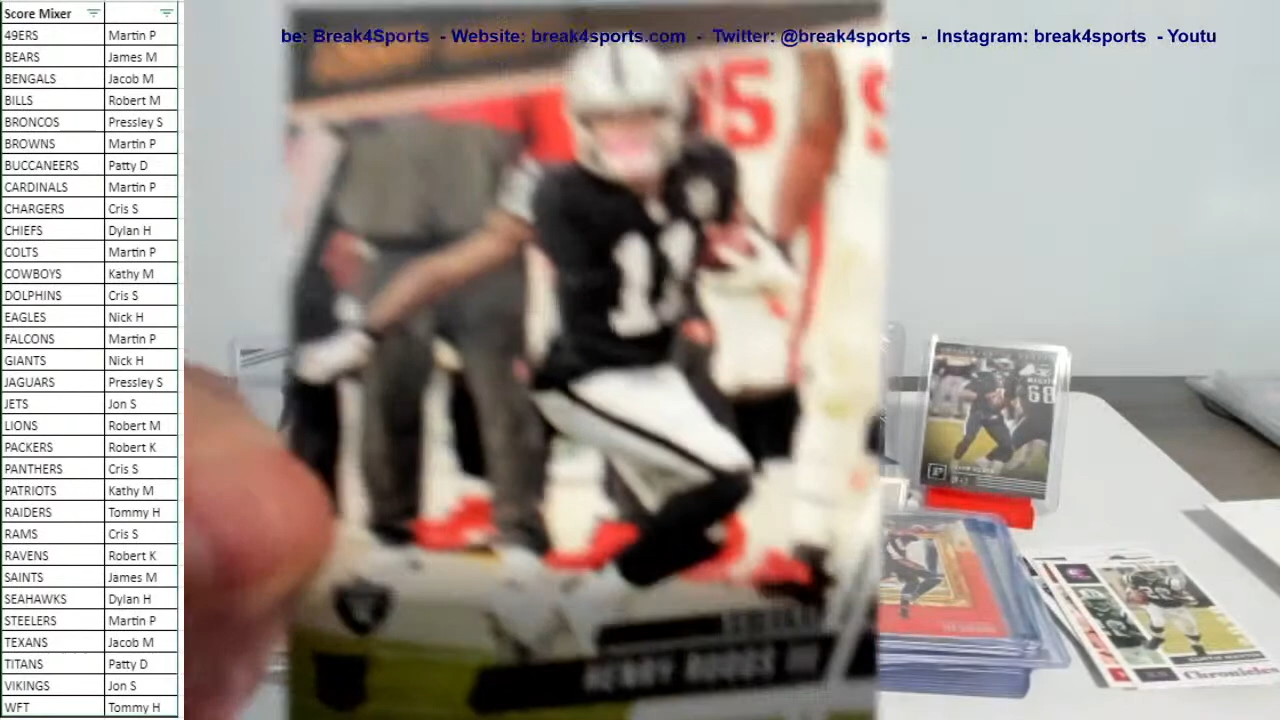 Score Mixer
49ERS Martin P
BEARS James M
BENGALS Jacob M
BILLS Robert M
BRONCOS Pressley S
BROWNS Martin P
BUCCANEERS Patty D
CARDINALS Martin P
CHARGERS Cris S
CHIEFS Dylan H
COLTS Martin P
COWBOYS Kathy M
DOLPHINS Cris S
EAGLES Nick H
FALCONS Martin P
GIANTS Nick H
JAGUARS Pressley S
JETS Jon S
LIONS Robert M
PACKERS Robert K
PANTHERS Cris S
PATRIOTS Kathy M
RAIDERS Tommy H
RAMS Cris S
RAVENS Robert K
SAINTS James M
SEAHAWKS Dylan H
STEELERS Martin P
TEXANS Jacob M
TITANS Patty D
VIKINGS Jon S
WFT Tommy H
be: Break4Sports - Website: break4sports.com - Twitter: @break4sports - Instagram: break4sports - Youtu
11
HENRY RUGGS III
68
Chronicles